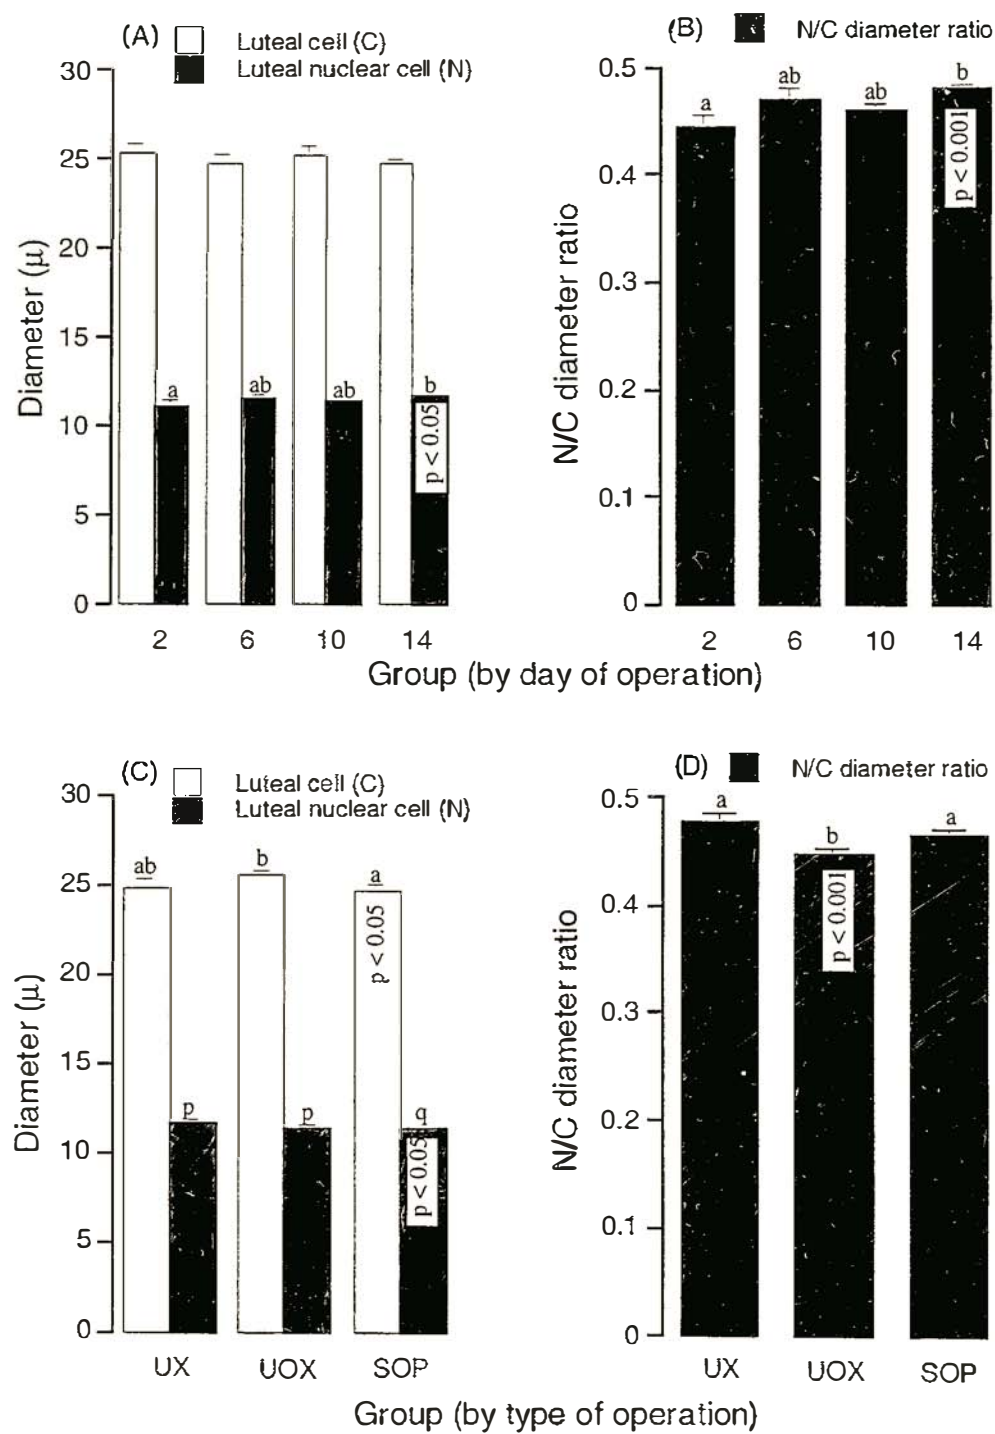 (A)
Luteal cell (C)
Luteal nuclear cell (N)
30
25
20
15
10
5
0
Diameter (μ)
a
ab
ab
b
p < 0.05
2
6
10
14
(B)
N/C diameter ratio
0.5
0.4
0.3
0.2
0.1
0
N/C diameter ratio
a
ab
ab
b
p < 0.001
2
6
10
14
Group (by day of operation)
(C)
Luteal cell (C)
Luteal nuclear cell (N)
30
25
20
15
10
5
0
Diameter (μ)
ab
b
a
p < 0.05
p
p
q
p < 0.05
UX
UOX
SOP
(D)
N/C diameter ratio
0.5
0.4
0.3
0.2
0.1
0
N/C diameter ratio
a
b
a
p < 0.001
UX
UOX
SOP
Group (by type of operation)